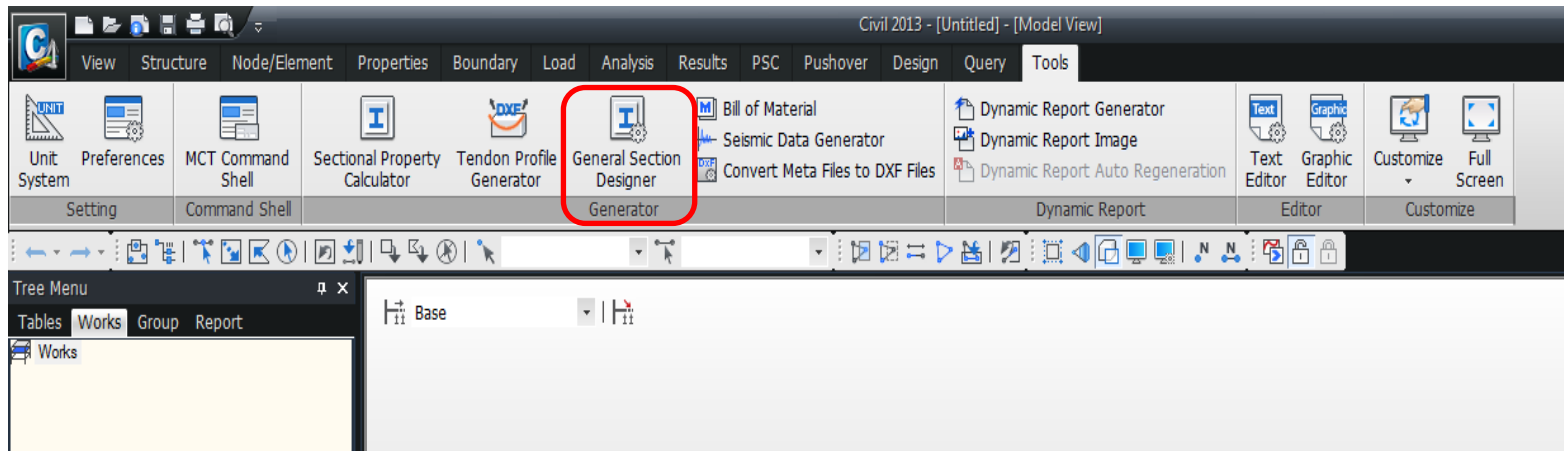 Civil 2013 - [Untitled] - [Model View]
View Structure Node/Element Properties Boundary Load Analysis Results PSC Pushover Design Query Tools
UNIT
Unit
System
Preferences
Setting
MCT Command
Shell
Command Shell
Sectional Property
Calculator
DXF
Tendon Profile
Generator
General Section
Designer
M Bill of Material
Seismic Data Generator
DXF Convert Meta Files to DXF Files
Generator
Dynamic Report Generator
Dynamic Report Image
Dynamic Report Auto Regeneration
Dynamic Report
Text
Text
Editor
Graphic
Graphic
Editor
Editor
Customize
Full
Screen
Customize
N N
Tree Menu
Tables Works Group Report
Works
Base